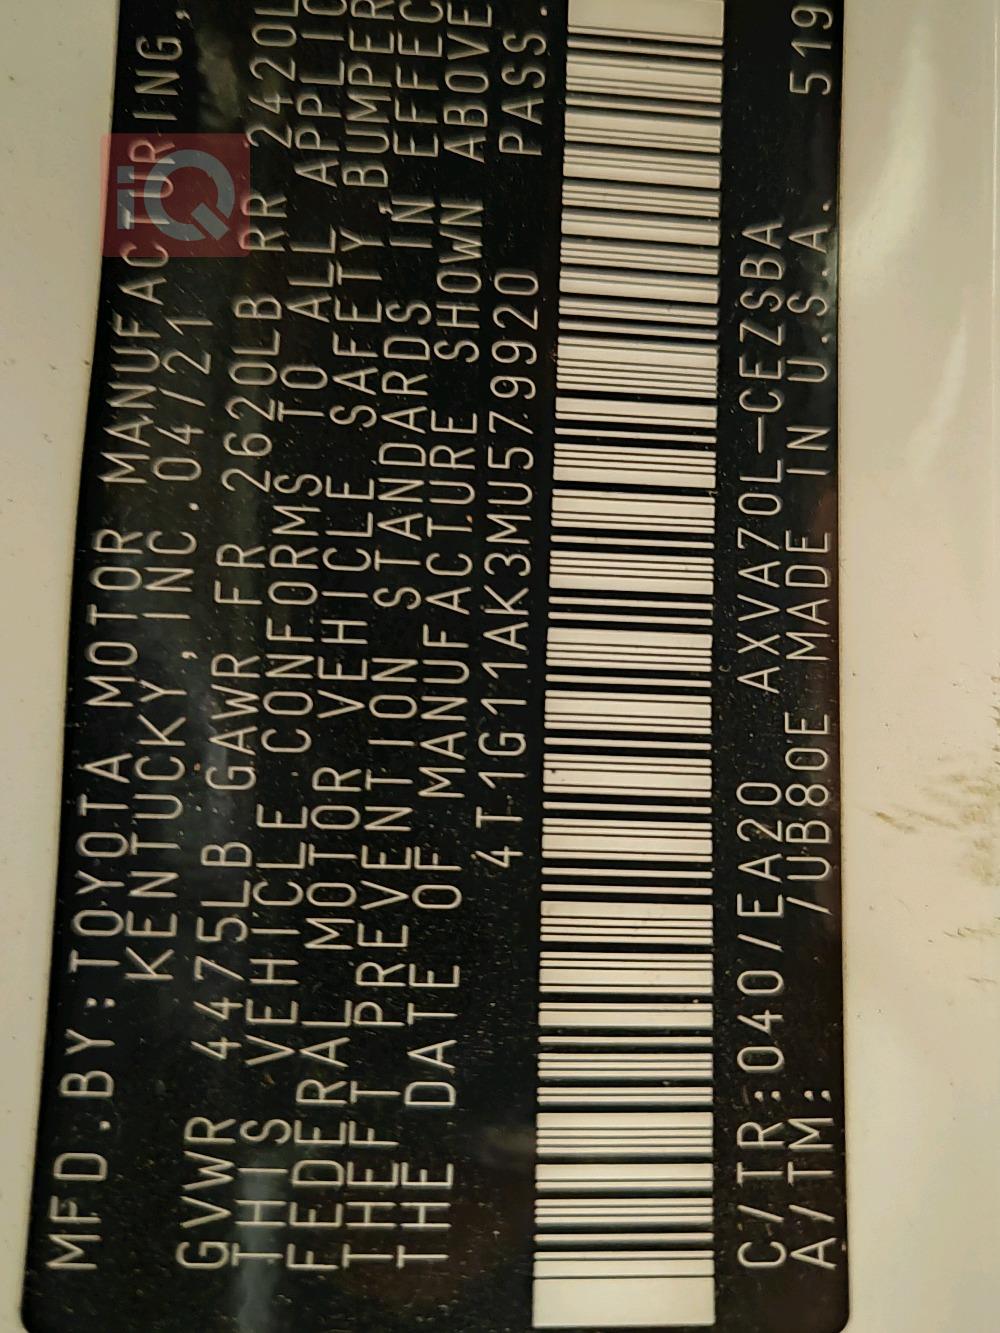 MFD.BY:TOYOTA MOTOR MANUFACTURING,
KENTUCKY,INC.04/21
GVWR 4475LB GAWR FR 2620LB RR 2420L
THIS VEHICLE CONFORMS TO ALL APPLIC
FEDERAL MOTOR VEHICLE SAFETY,BUMPER
THEFT PREVENTION STANDARDS IN EFFEC
THE DATE OF MANUFACTURE SHOWN ABOVE
4T1G11AK3MU579920 PASS.
C/TR:040/EA20 AXVA70L-CEZSBA
A/TM: /UB80E MADE IN U.S.A. 519
iQ